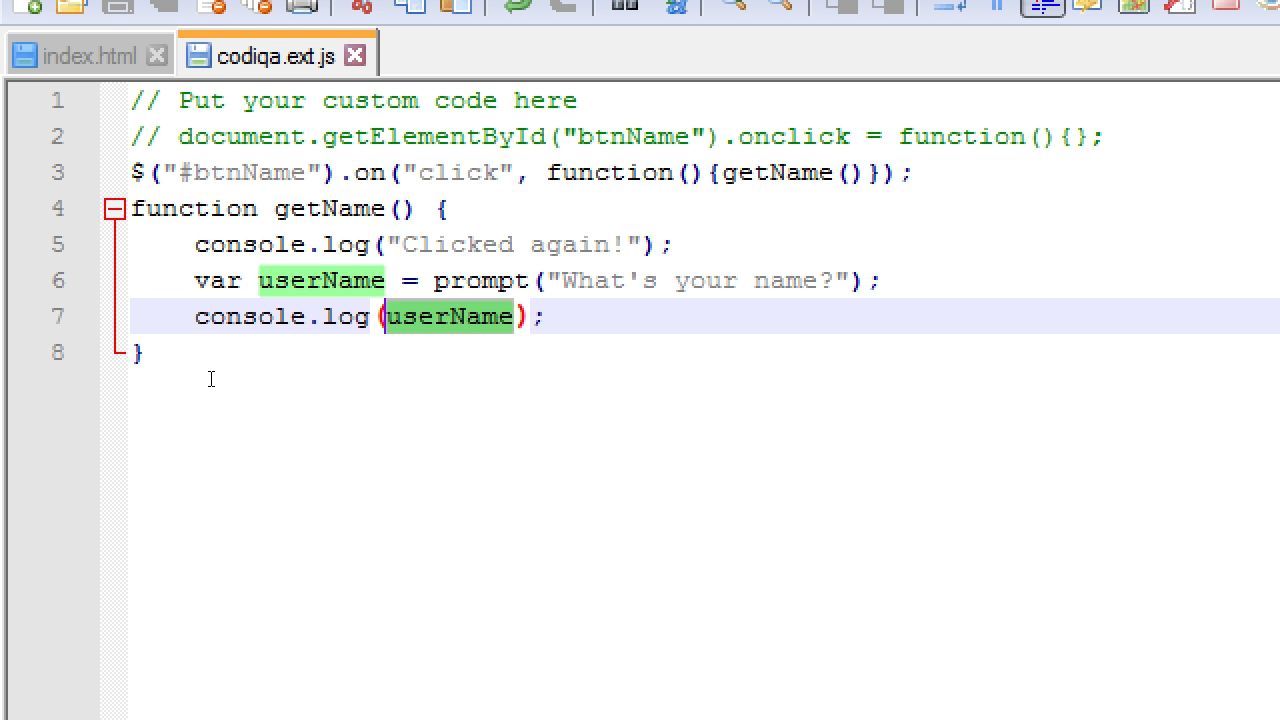 index.html codiqa.ext.js
1 // Put your custom code here
2 // document.getElementById("btnName").onclick = function(){};
3 $("#btnName").on("click", function(){getName()});
4 function getName() {
5 console.log("Clicked again!");
6 var userName = prompt("What's your name?");
7 console.log(userName);
8 }